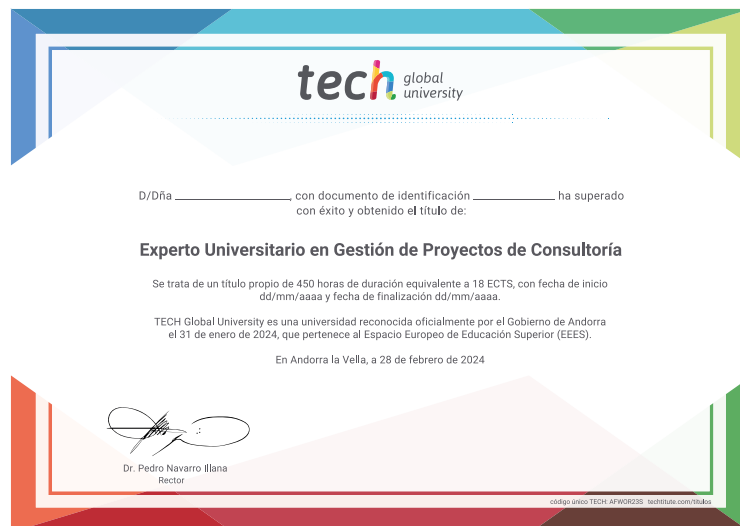 tech global
university
D/Dña ______________, con documento de identificación __________ ha superado
con éxito y obtenido el título de:
Experto Universitario en Gestión de Proyectos de Consultoría
Se trata de un título propio de 450 horas de duración equivalente a 18 ECTS, con fecha de inicio
dd/mm/aaaa y fecha de finalización dd/mm/aaaa.
TECH Global University es una universidad reconocida oficialmente por el Gobierno de Andorra
el 31 de enero de 2024, que pertenece al Espacio Europeo de Educación Superior (EEES).
En Andorra la Vella, a 28 de febrero de 2024
Dr. Pedro Navarro Illana
Rector
código único TECH: AFWOR23S techtitute.com/titulos